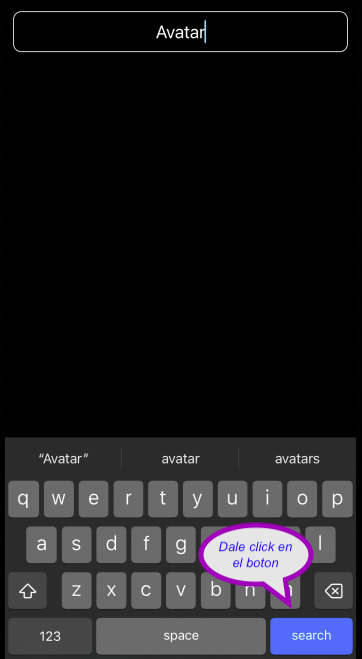 Avatar
“Avatar” avatar avatars
q w e r t y u i o p
a s d f g l
Dale click en
el boton
z x c v b n
123 space search